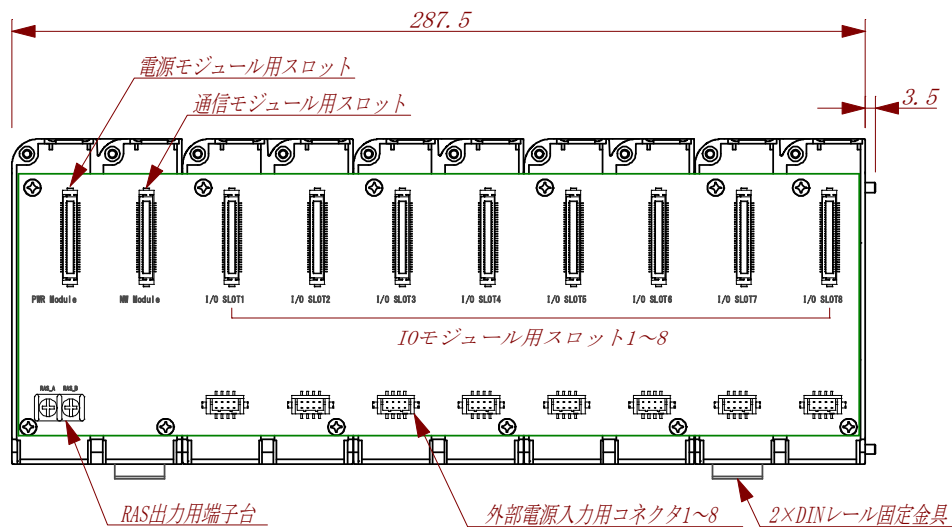 287.5
電源モジュール用スロット
通信モジュール用スロット
3.5
PWR Module NW Module I/O SLOT1 I/O SLOT2 I/O SLOT3 I/O SLOT4 I/O SLOT5 I/O SLOT6 I/O SLOT7 I/O SLOT8
IOモジュール用スロット1～8
RAS_A RAS_B
RAS出力用端子台
外部電源入力用コネクタ1～8
2×DINレール固定金具